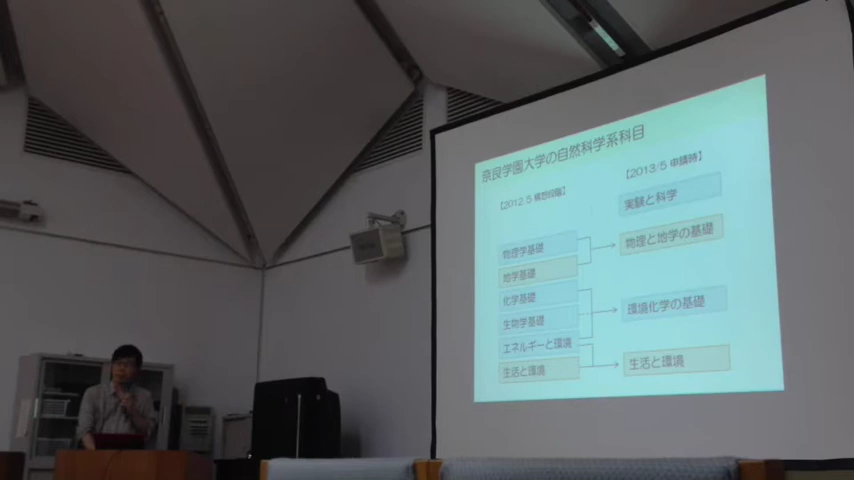 奈良学園大学の自然科学系科目
【2012/5 構想段階】
【2013/5 申請時】
実験と科学
物理学基礎
地学基礎
化学基礎
生物学基礎
エネルギーと環境
生活と環境
物理と地学の基礎
環境化学の基礎
生活と環境